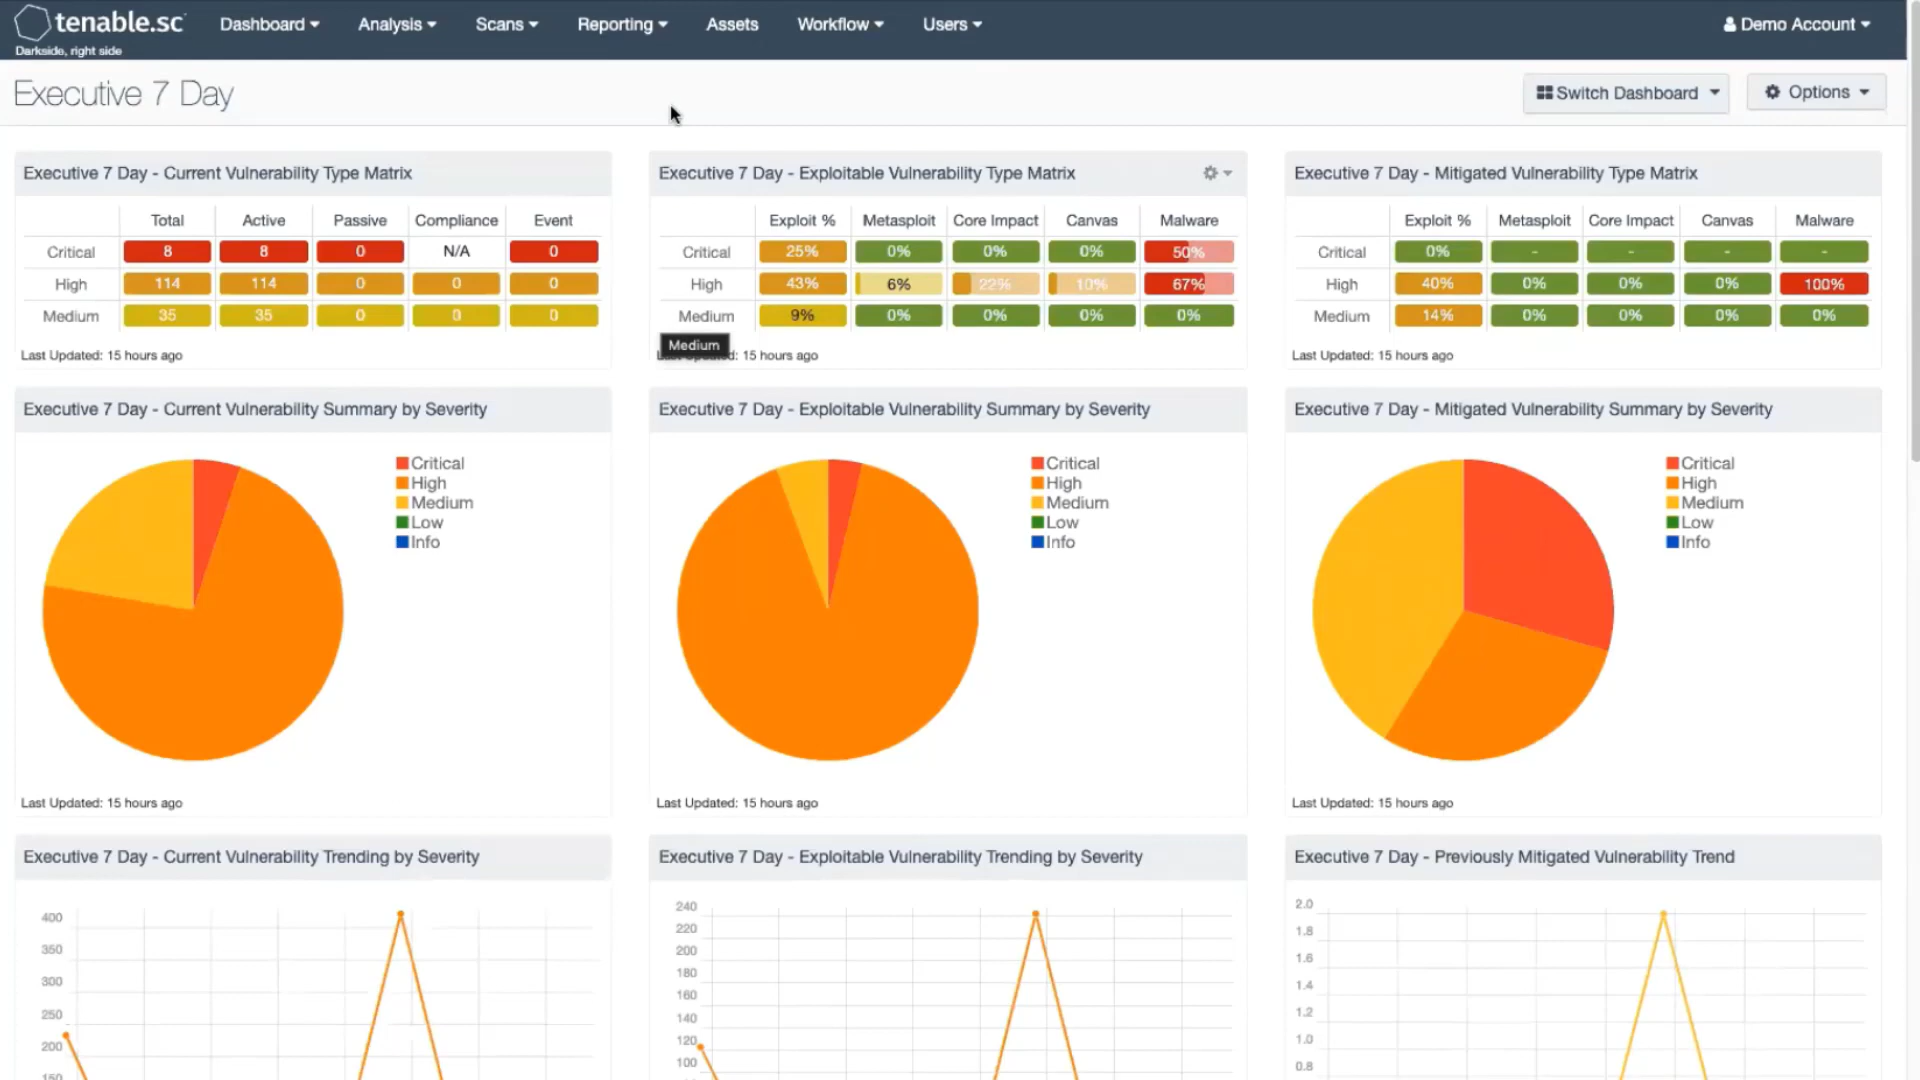 tenable.sc
Darkside, right side
Dashboard Analysis Scans Reporting Assets Workflow Users Demo Account
Executive 7 Day
Switch Dashboard Options
Executive 7 Day - Current Vulnerability Type Matrix
Total Active Passive Compliance Event
Critical 8 8 0 N/A 0
High 114 114 0 0 0
Medium 35 35 0 0 0
Last Updated: 15 hours ago
Executive 7 Day - Exploitable Vulnerability Type Matrix
Exploit % Metasploit Core Impact Canvas Malware
Critical 25% 0% 0% 0% 50%
High 43% 6% 22% 10% 67%
Medium 9% 0% 0% 0% 0%
Medium
15 hours ago
Executive 7 Day - Mitigated Vulnerability Type Matrix
Exploit % Metasploit Core Impact Canvas Malware
Critical 0% - - - -
High 40% 0% 0% 0% 100%
Medium 14% 0% 0% 0% 0%
Last Updated: 15 hours ago
Executive 7 Day - Current Vulnerability Summary by Severity
Critical
High
Medium
Low
Info
Last Updated: 15 hours ago
Executive 7 Day - Exploitable Vulnerability Summary by Severity
Critical
High
Medium
Low
Info
Last Updated: 15 hours ago
Executive 7 Day - Mitigated Vulnerability Summary by Severity
Critical
High
Medium
Low
Info
Last Updated: 15 hours ago
Executive 7 Day - Current Vulnerability Trending by Severity
400
350
300
250
200
150
Executive 7 Day - Exploitable Vulnerability Trending by Severity
240
220
200
180
160
140
120
100
Executive 7 Day - Previously Mitigated Vulnerability Trend
2.0
1.8
1.6
1.4
1.2
1.0
0.8